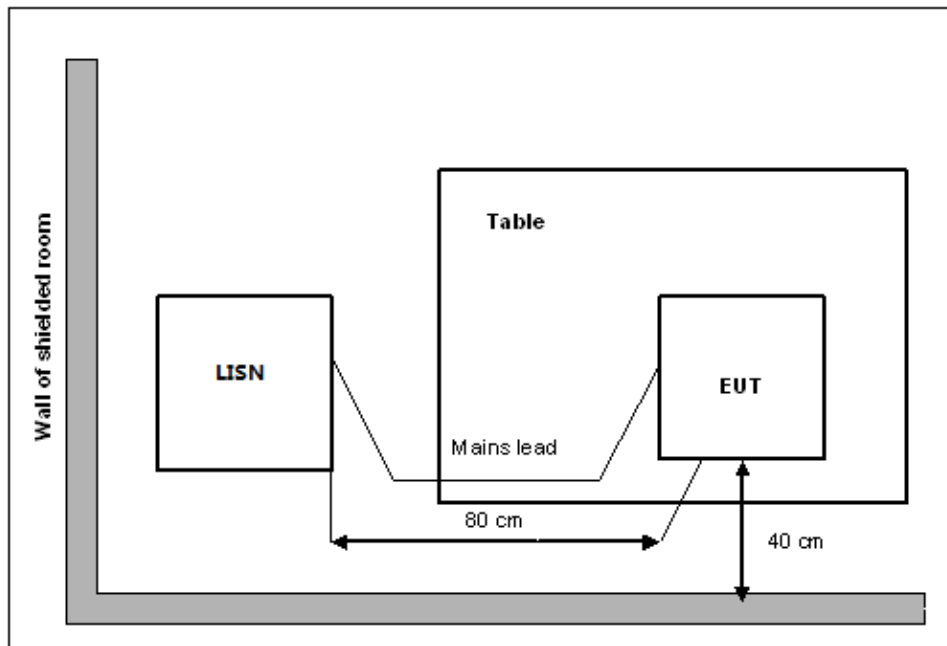 Wall of shielded room
Table
LISN
EUT
Mains lead
80 cm
40 cm